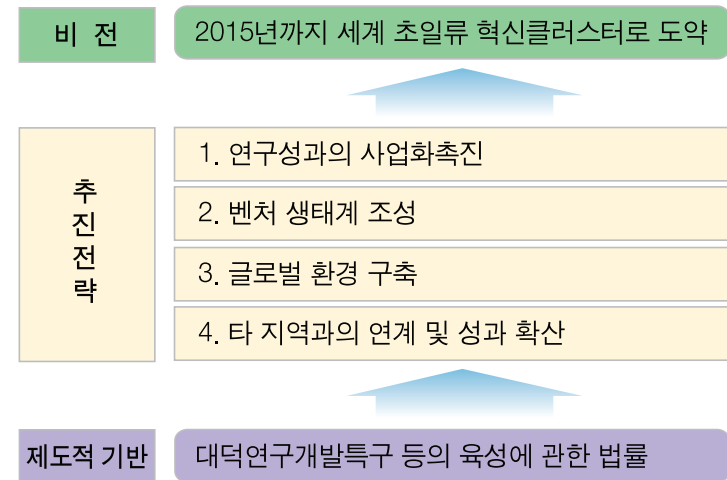 비 전
2015년까지 세계 초일류 혁신클러스터로 도약
추진전략
1. 연구성과의 사업화촉진
2. 벤처 생태계 조성
3. 글로벌 환경 구축
4. 타 지역과의 연계 및 성과 확산
제도적 기반
대덕연구개발특구 등의 육성에 관한 법률